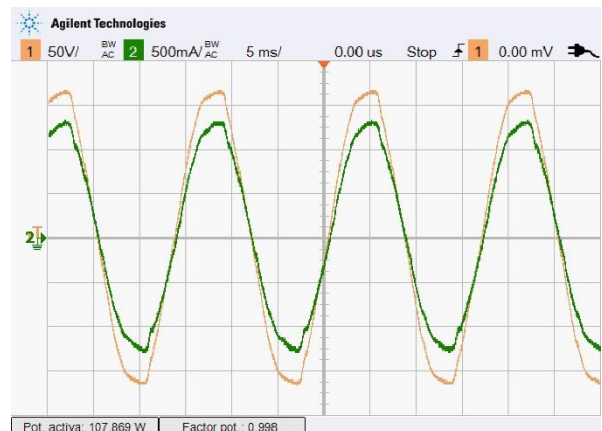 Agilent Technologies
1 50V/ BW AC 2 500mA/ BW AC 5 ms/ 0.00 us Stop 1 0.00 mV
2
Pot. activa: 107.869 W Factor pot.: 0.998